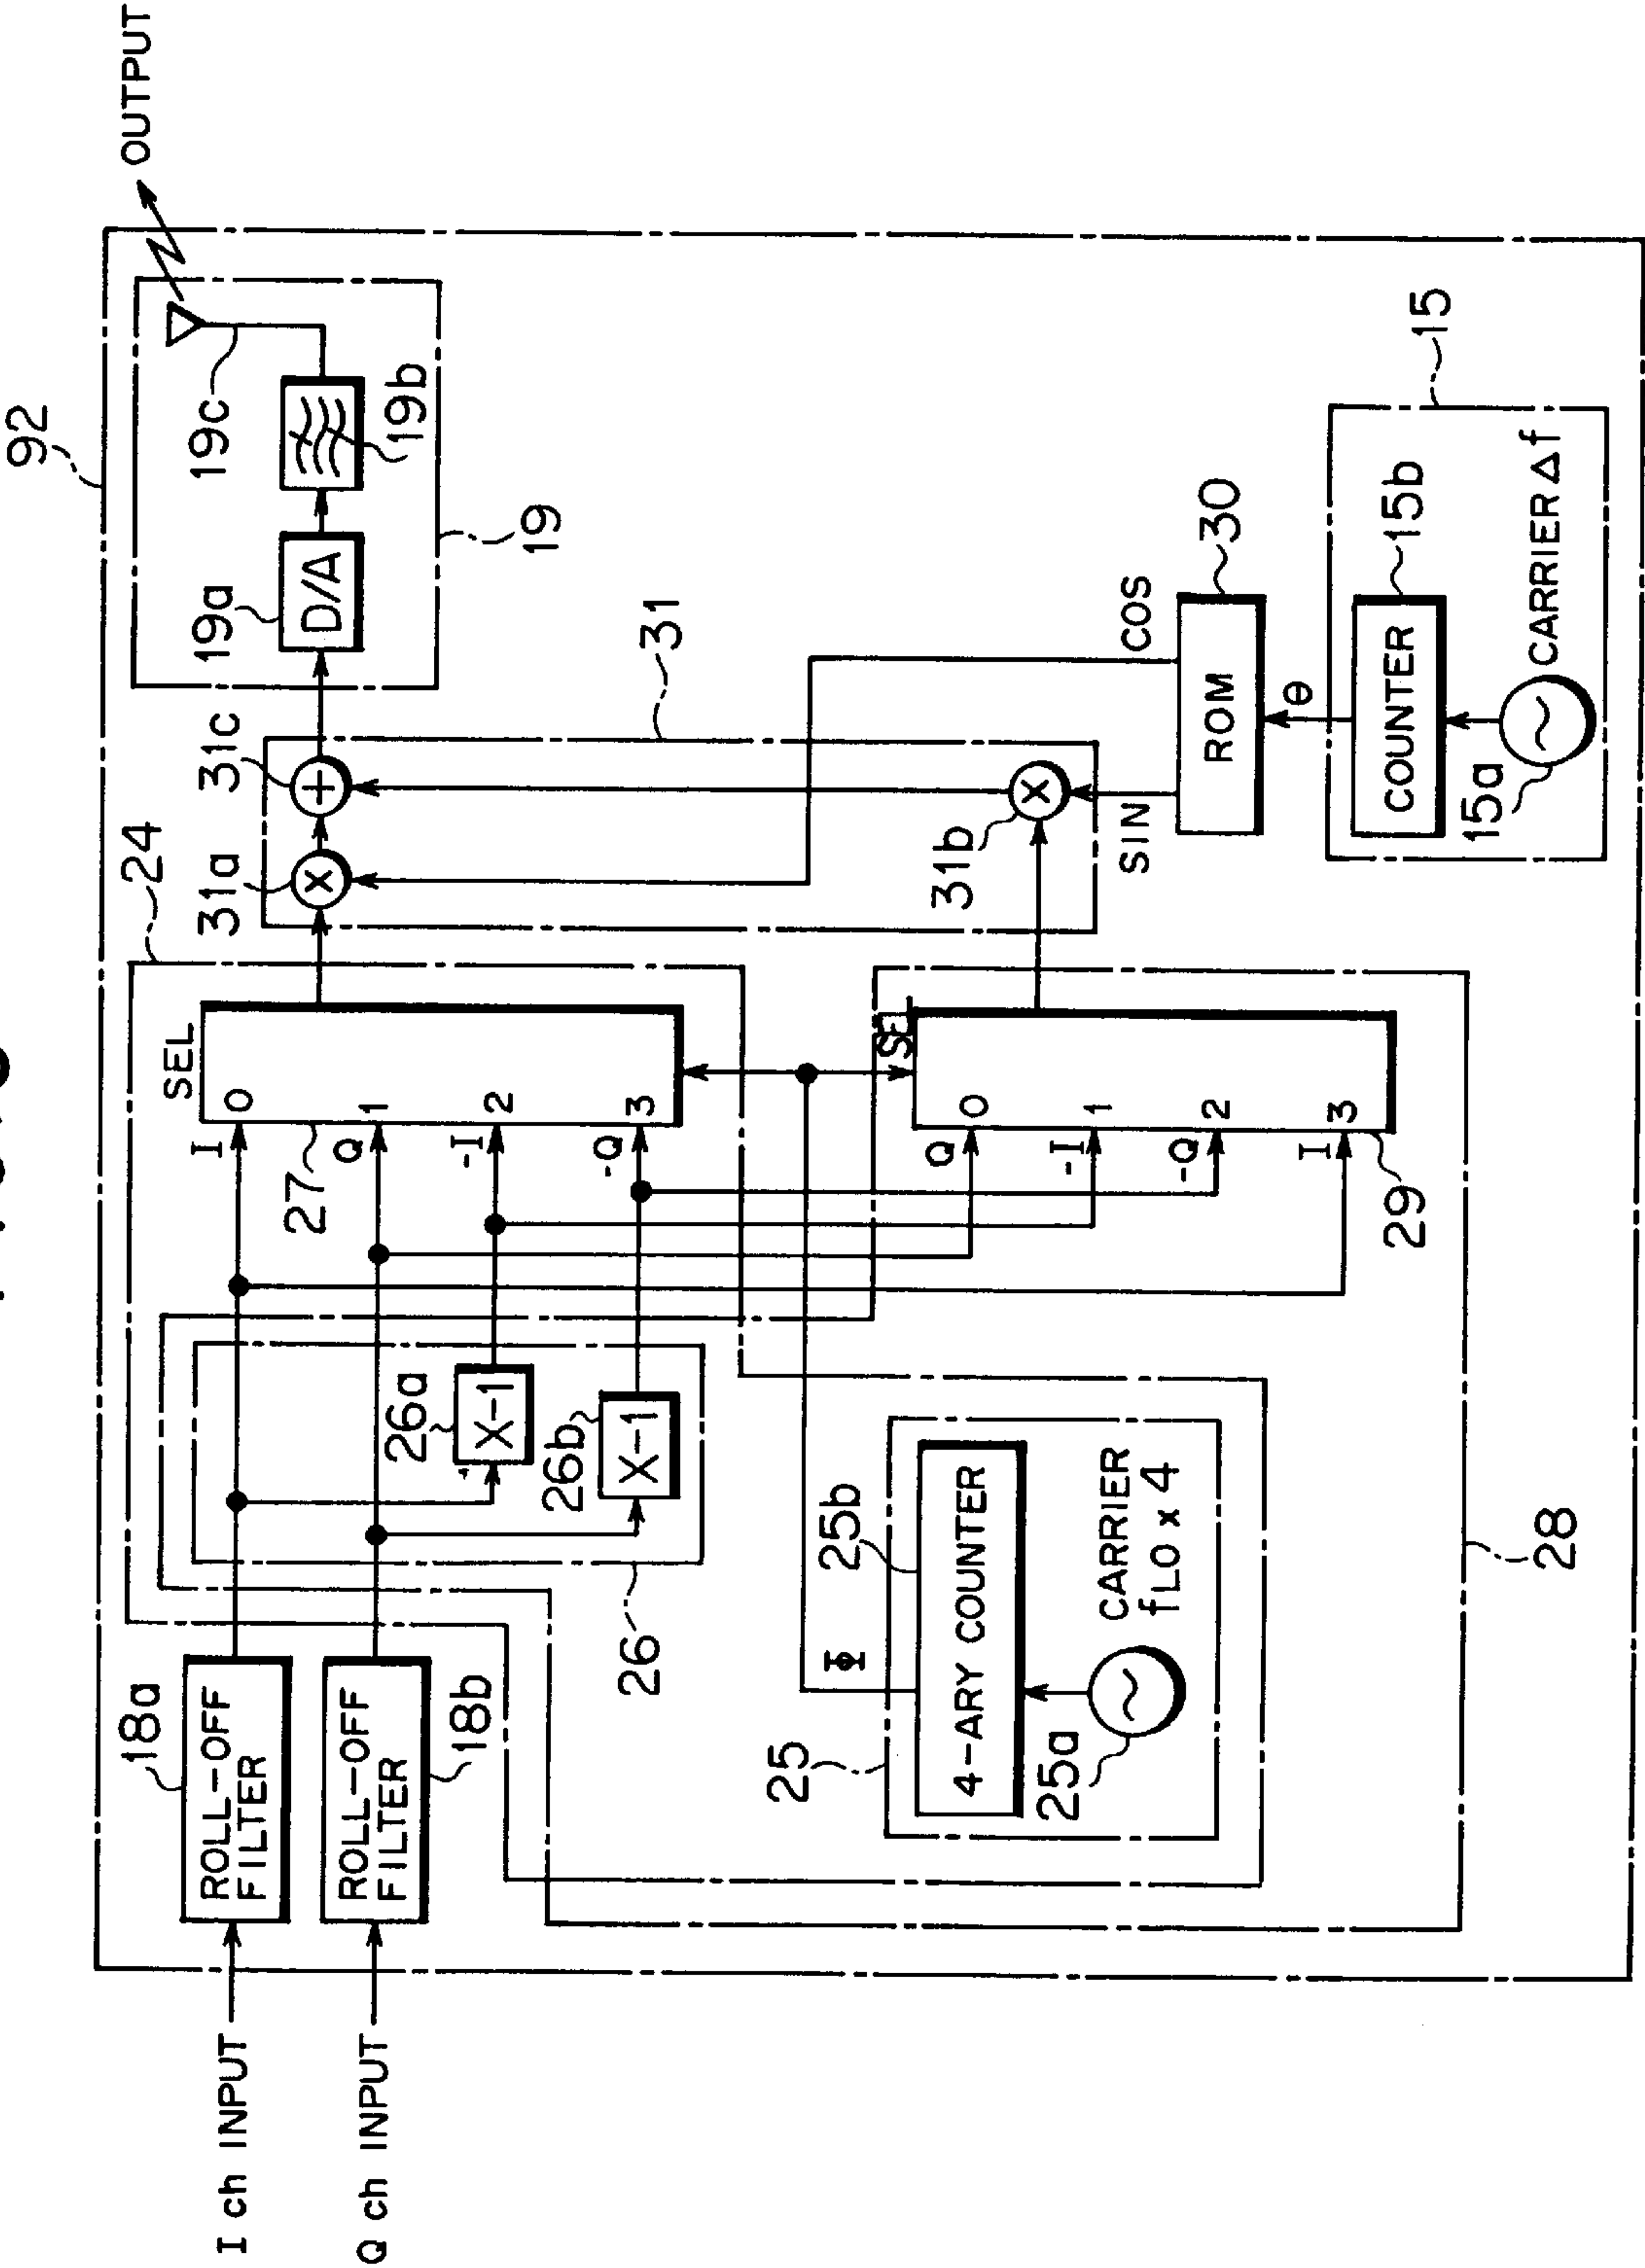 92
OUTPUT
I ch INPUT
Q ch INPUT
18a
ROLL-OFF
FILTER
ROLL-OFF
FILTER
18b
24
SEL
I 0
Q 1
-I 2
-Q 3
27
26a
X-1
26b
X-1
26
31a
31c
31
31b
19a
D/A
19b
19c
19
SEL
Q 0
-I 1
-Q 2
I 3
29
28
25
25b
4-ARY COUNTER
Φ
25a
CARRIER
fLO x 4
COS
SIN
ROM
30
θ
15
COUNTER
15b
15a
CARRIER Δf